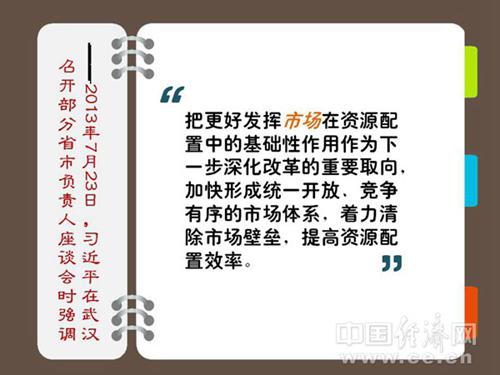 ——2013年7月23日,习近平在武汉
召开部分省市负责人座谈会时强调
“
把更好发挥市场在资源配
置中的基础性作用作为下
一步深化改革的重要取向，
加快形成统一开放、竞争
有序的市场体系，着力清
除市场壁垒，提高资源配
置效率。
”
中国经济网
www.ce.cn